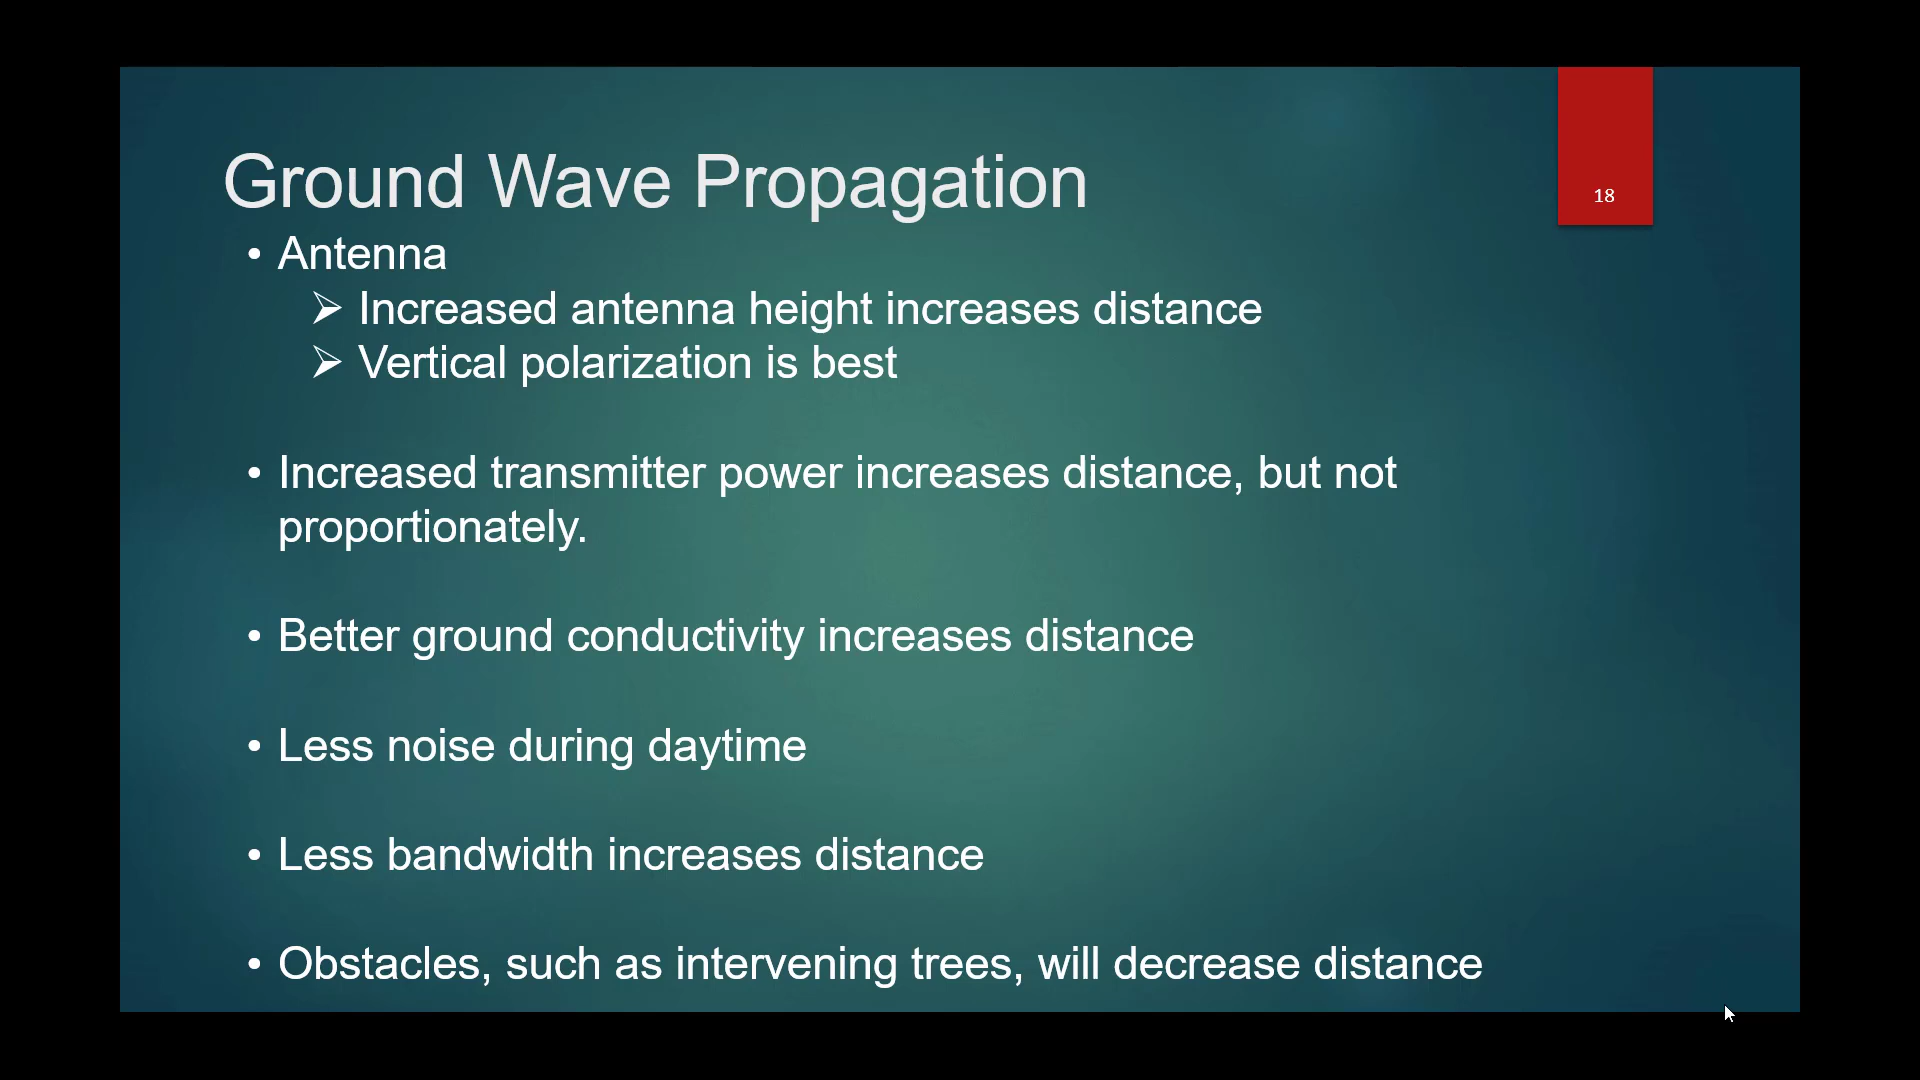 Ground Wave Propagation
18
• Antenna
➢ Increased antenna height increases distance
➢ Vertical polarization is best
• Increased transmitter power increases distance, but not
proportionately.
• Better ground conductivity increases distance
• Less noise during daytime
• Less bandwidth increases distance
• Obstacles, such as intervening trees, will decrease distance